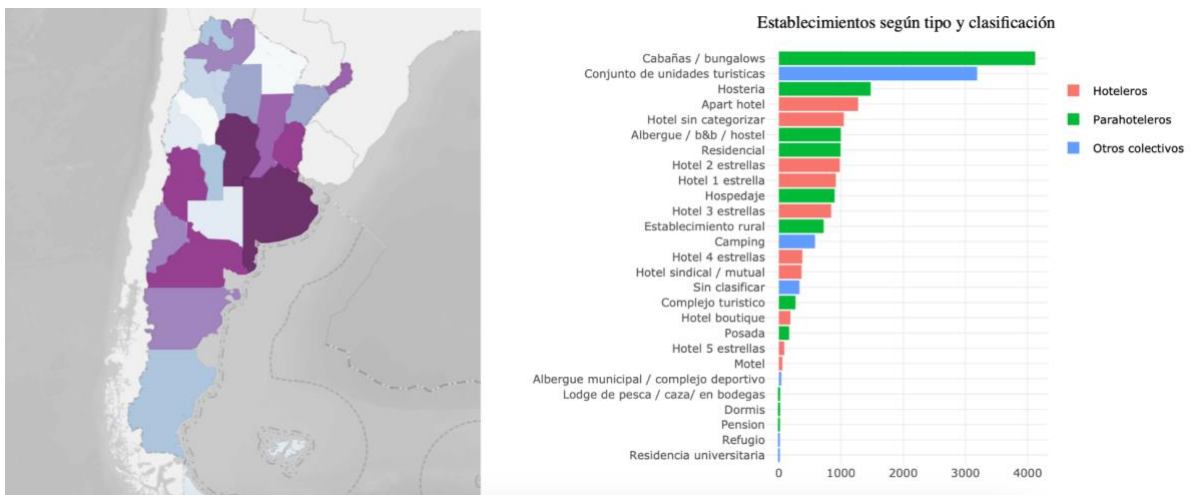 Establecimientos según tipo y clasificación
Cabañas / bungalows
Conjunto de unidades turisticas
Hosteria
Apart hotel
Hotel sin categorizar
Albergue / b&b / hostel
Residencial
Hotel 2 estrellas
Hotel 1 estrella
Hospedaje
Hotel 3 estrellas
Establecimiento rural
Camping
Hotel 4 estrellas
Hotel sindical / mutual
Sin clasificar
Complejo turistico
Hotel boutique
Posada
Hotel 5 estrellas
Motel
Albergue municipal / complejo deportivo
Lodge de pesca / caza/ en bodegas
Dormis
Pension
Refugio
Residencia universitaria
0 1000 2000 3000 4000
Hoteleros
Parahoteleros
Otros colectivos